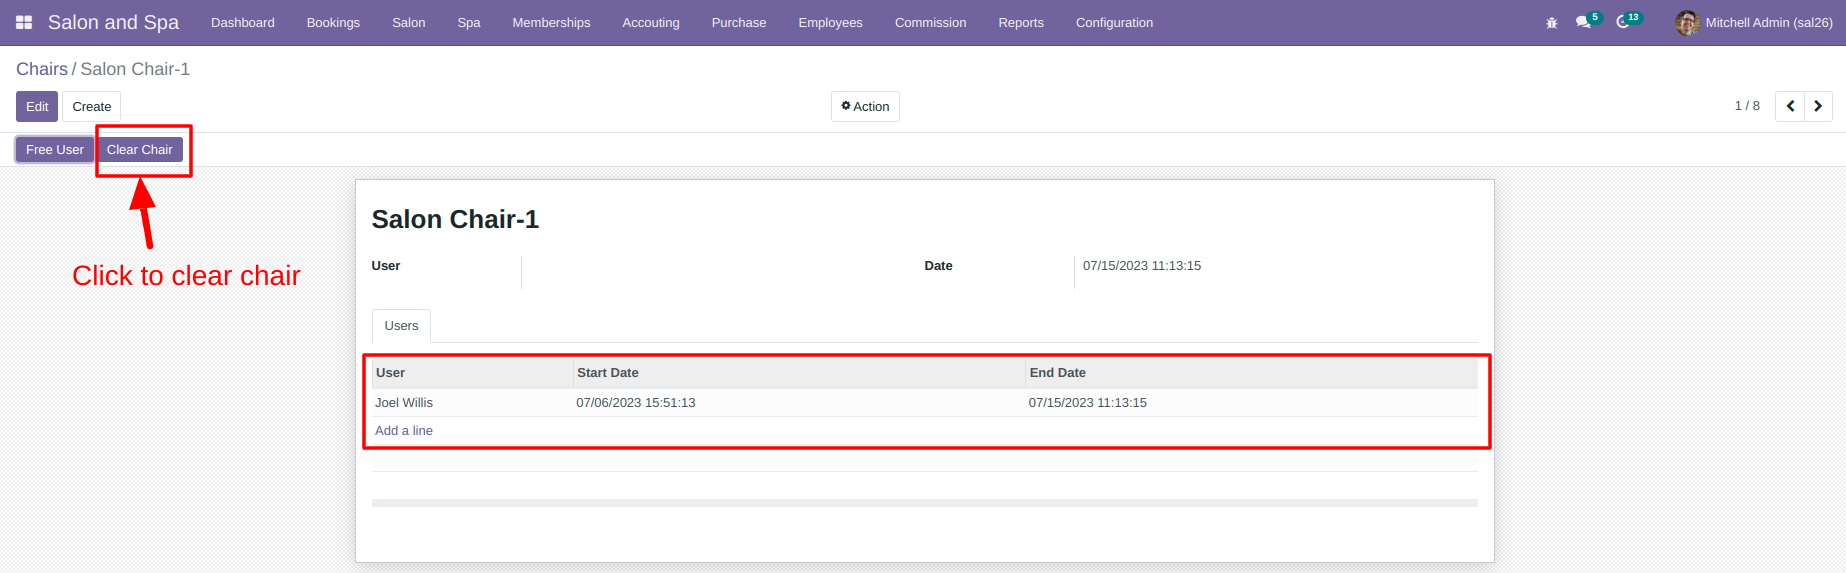 Salon and Spa Dashboard Bookings Salon Spa Memberships Accouting Purchase Employees Commission Reports Configuration 5 13 Mitchell Admin (sal26)
Chairs / Salon Chair-1
Edit Create Action 1 / 8
Free User Clear Chair
Click to clear chair
Salon Chair-1
User Date 07/15/2023 11:13:15
Users
User Start Date End Date
Joel Willis 07/06/2023 15:51:13 07/15/2023 11:13:15
Add a line